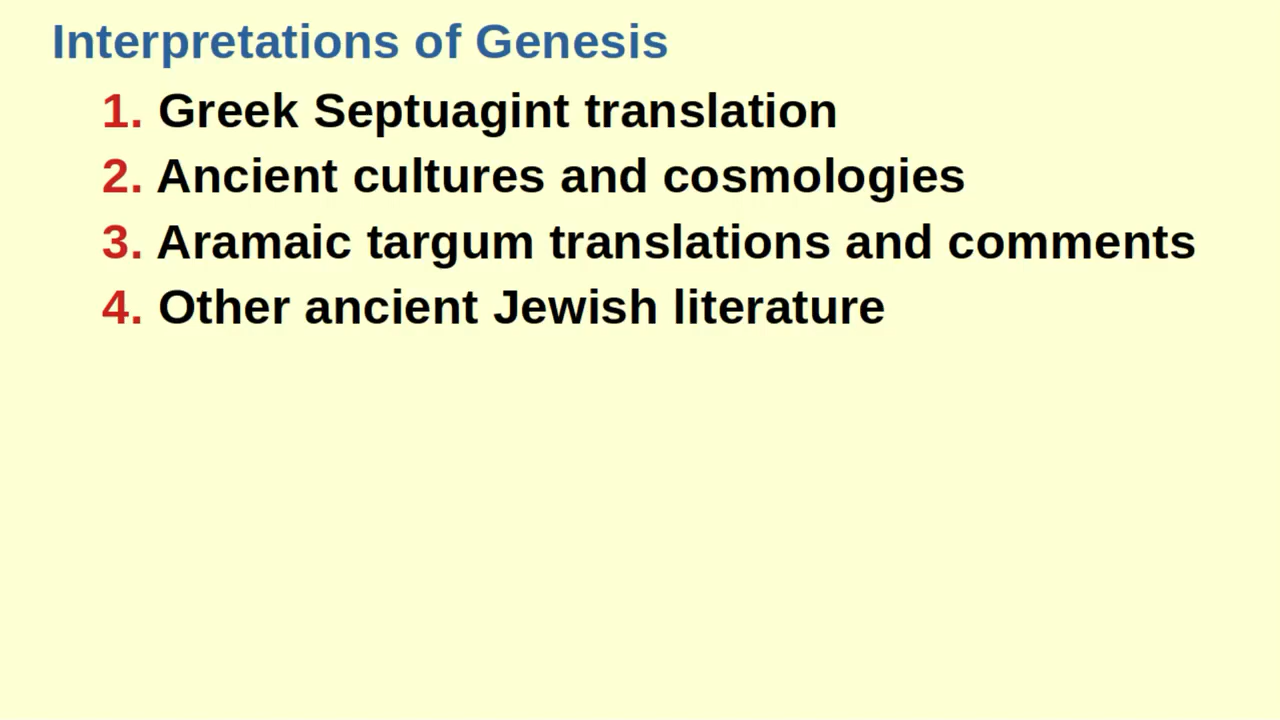 Interpretations of Genesis
1. Greek Septuagint translation
2. Ancient cultures and cosmologies
3. Aramaic targum translations and comments
4. Other ancient Jewish literature